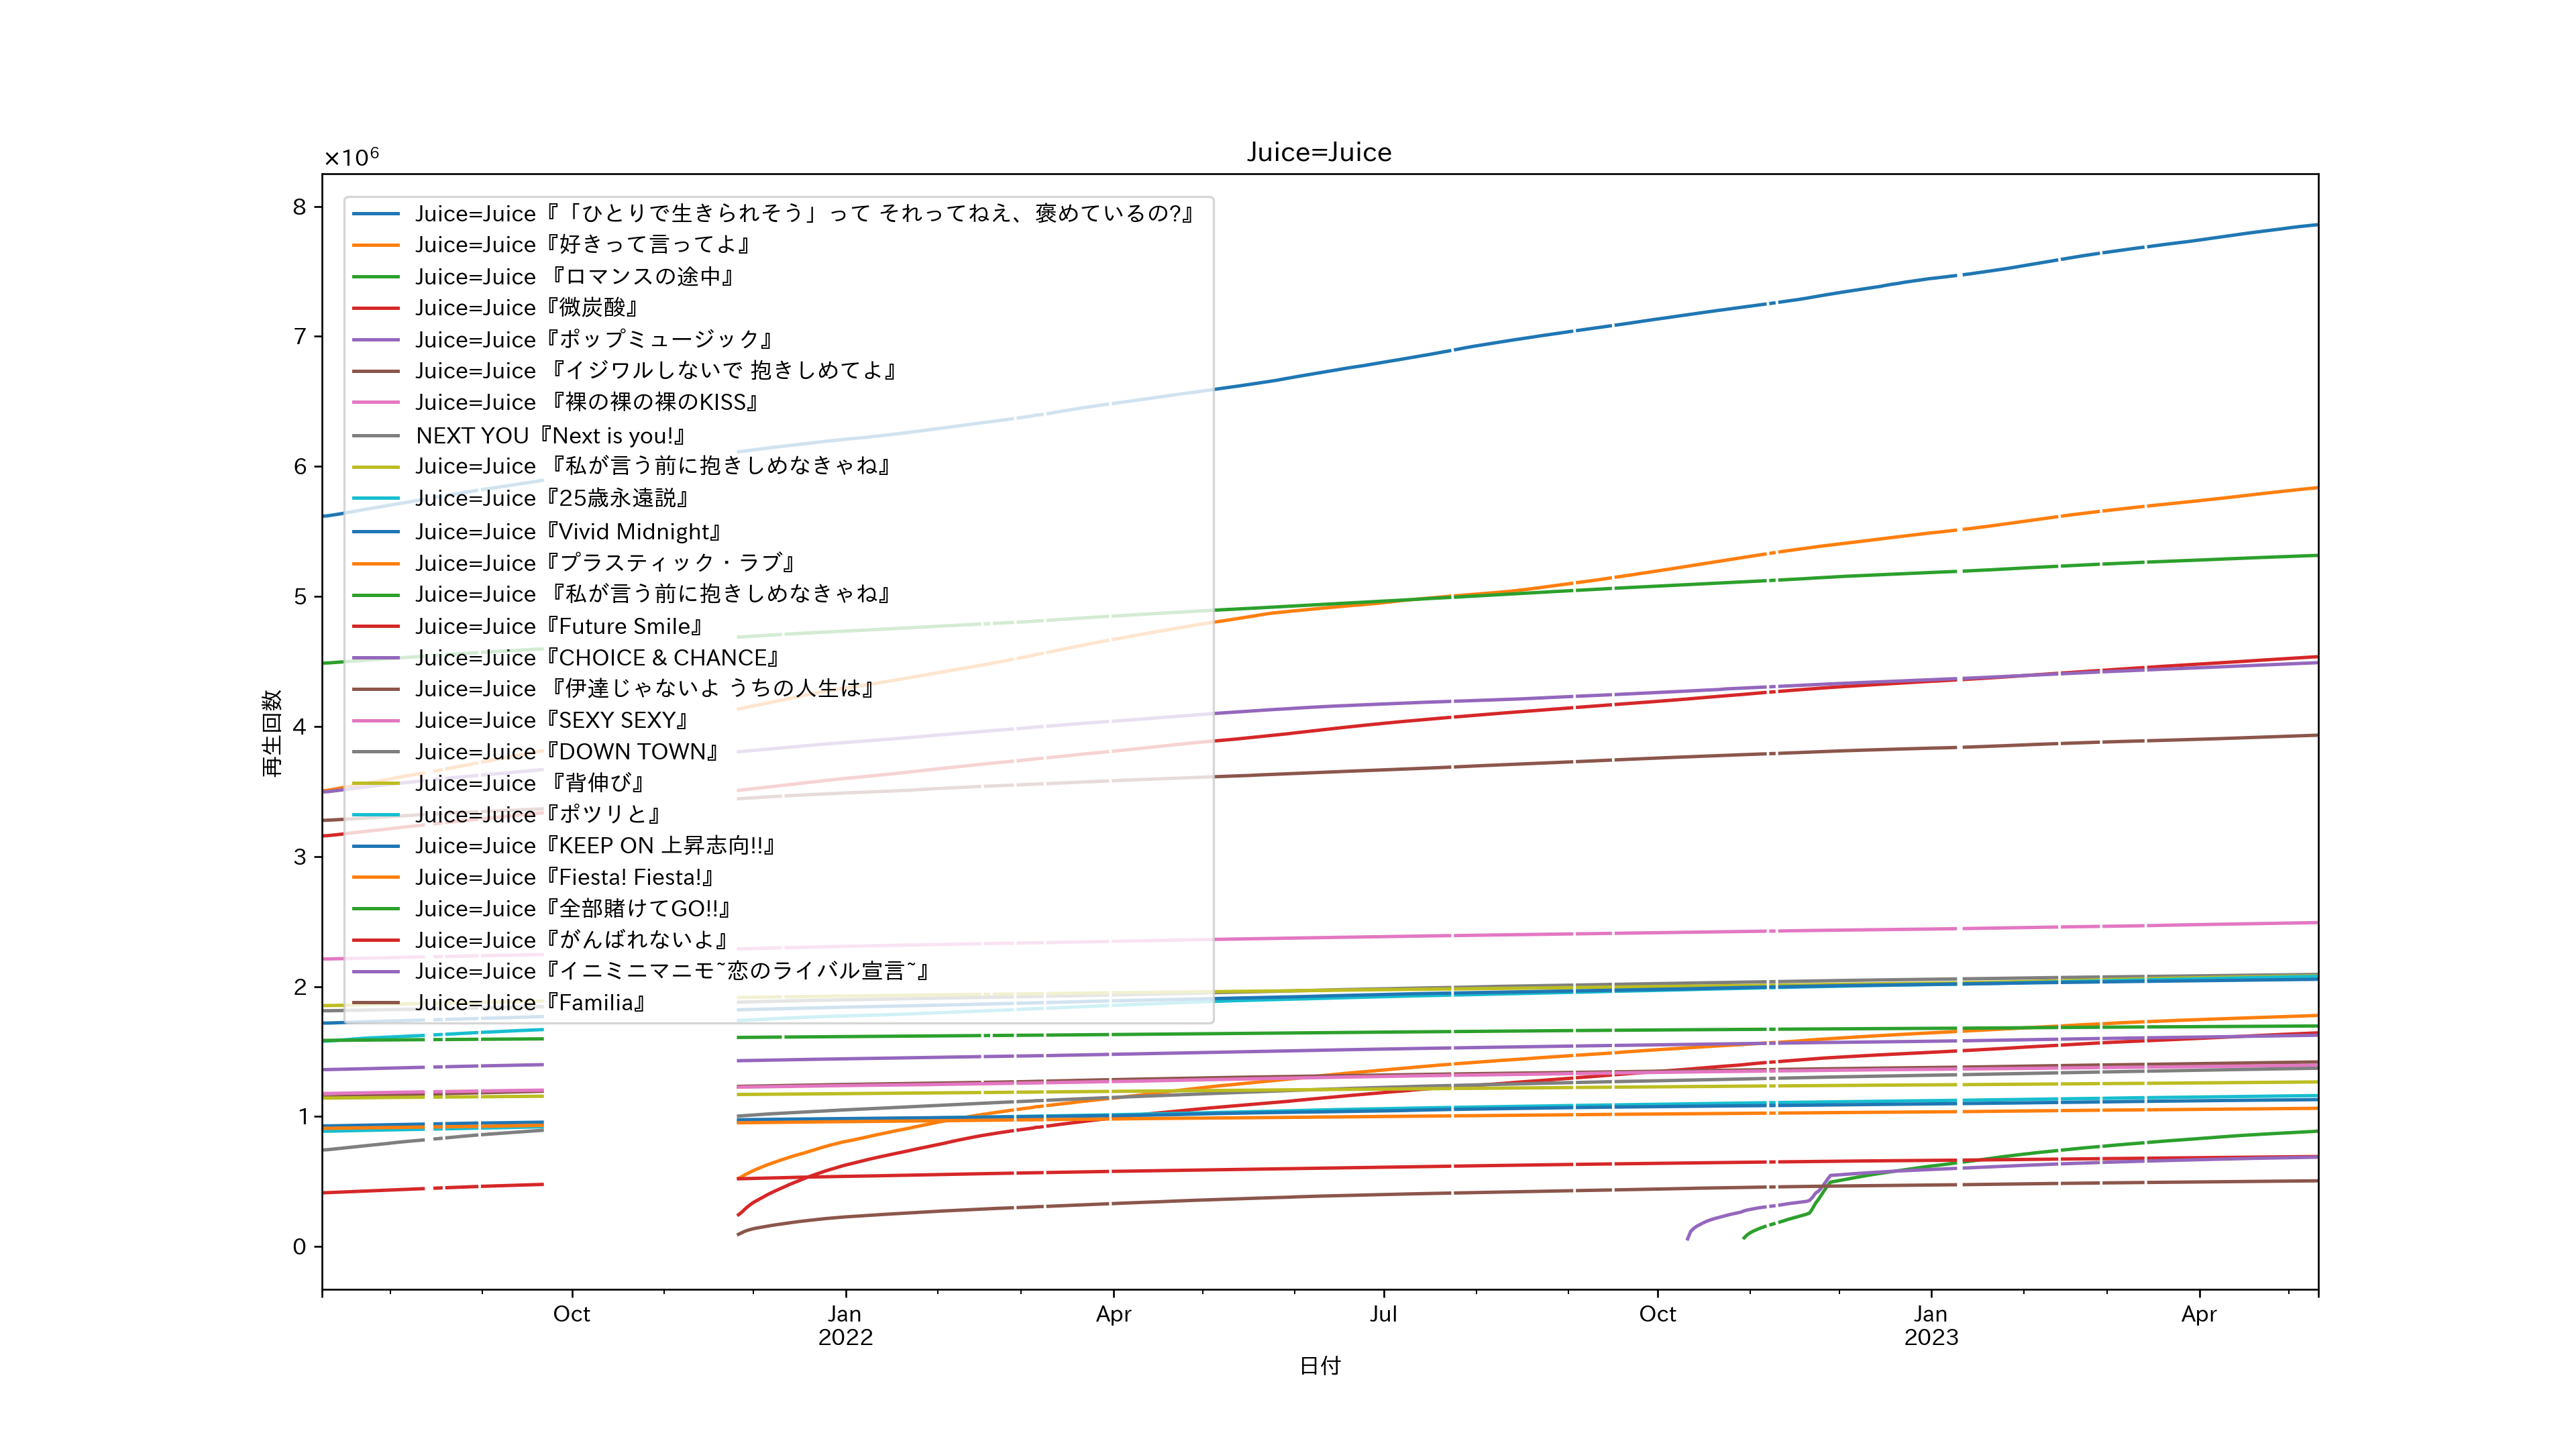 Juice=Juice
×10⁶
8
7
6
5
4
3
2
1
0
再生回数
Juice=Juice『「ひとりで生きられそう」って それってねえ、褒めているの?』
Juice=Juice『好きって言ってよ』
Juice=Juice 『ロマンスの途中』
Juice=Juice『微炭酸』
Juice=Juice『ポップミュージック』
Juice=Juice 『イジワルしないで 抱きしめてよ』
Juice=Juice 『裸の裸の裸のKISS』
NEXT YOU『Next is you!』
Juice=Juice 『私が言う前に抱きしめなきゃね』
Juice=Juice『25歳永遠説』
Juice=Juice『Vivid Midnight』
Juice=Juice『プラスティック・ラブ』
Juice=Juice 『私が言う前に抱きしめなきゃね』
Juice=Juice『Future Smile』
Juice=Juice『CHOICE & CHANCE』
Juice=Juice 『伊達じゃないよ うちの人生は』
Juice=Juice『SEXY SEXY』
Juice=Juice『DOWN TOWN』
Juice=Juice 『背伸び』
Juice=Juice『ポツリと』
Juice=Juice『KEEP ON 上昇志向!!』
Juice=Juice『Fiesta! Fiesta!』
Juice=Juice『全部賭けてGO!!』
Juice=Juice『がんばれないよ』
Juice=Juice『イニミニマニモ~恋のライバル宣言~』
Juice=Juice『Familia』
Oct
Jan
2022
Apr
Jul
Oct
Jan
2023
Apr
日付